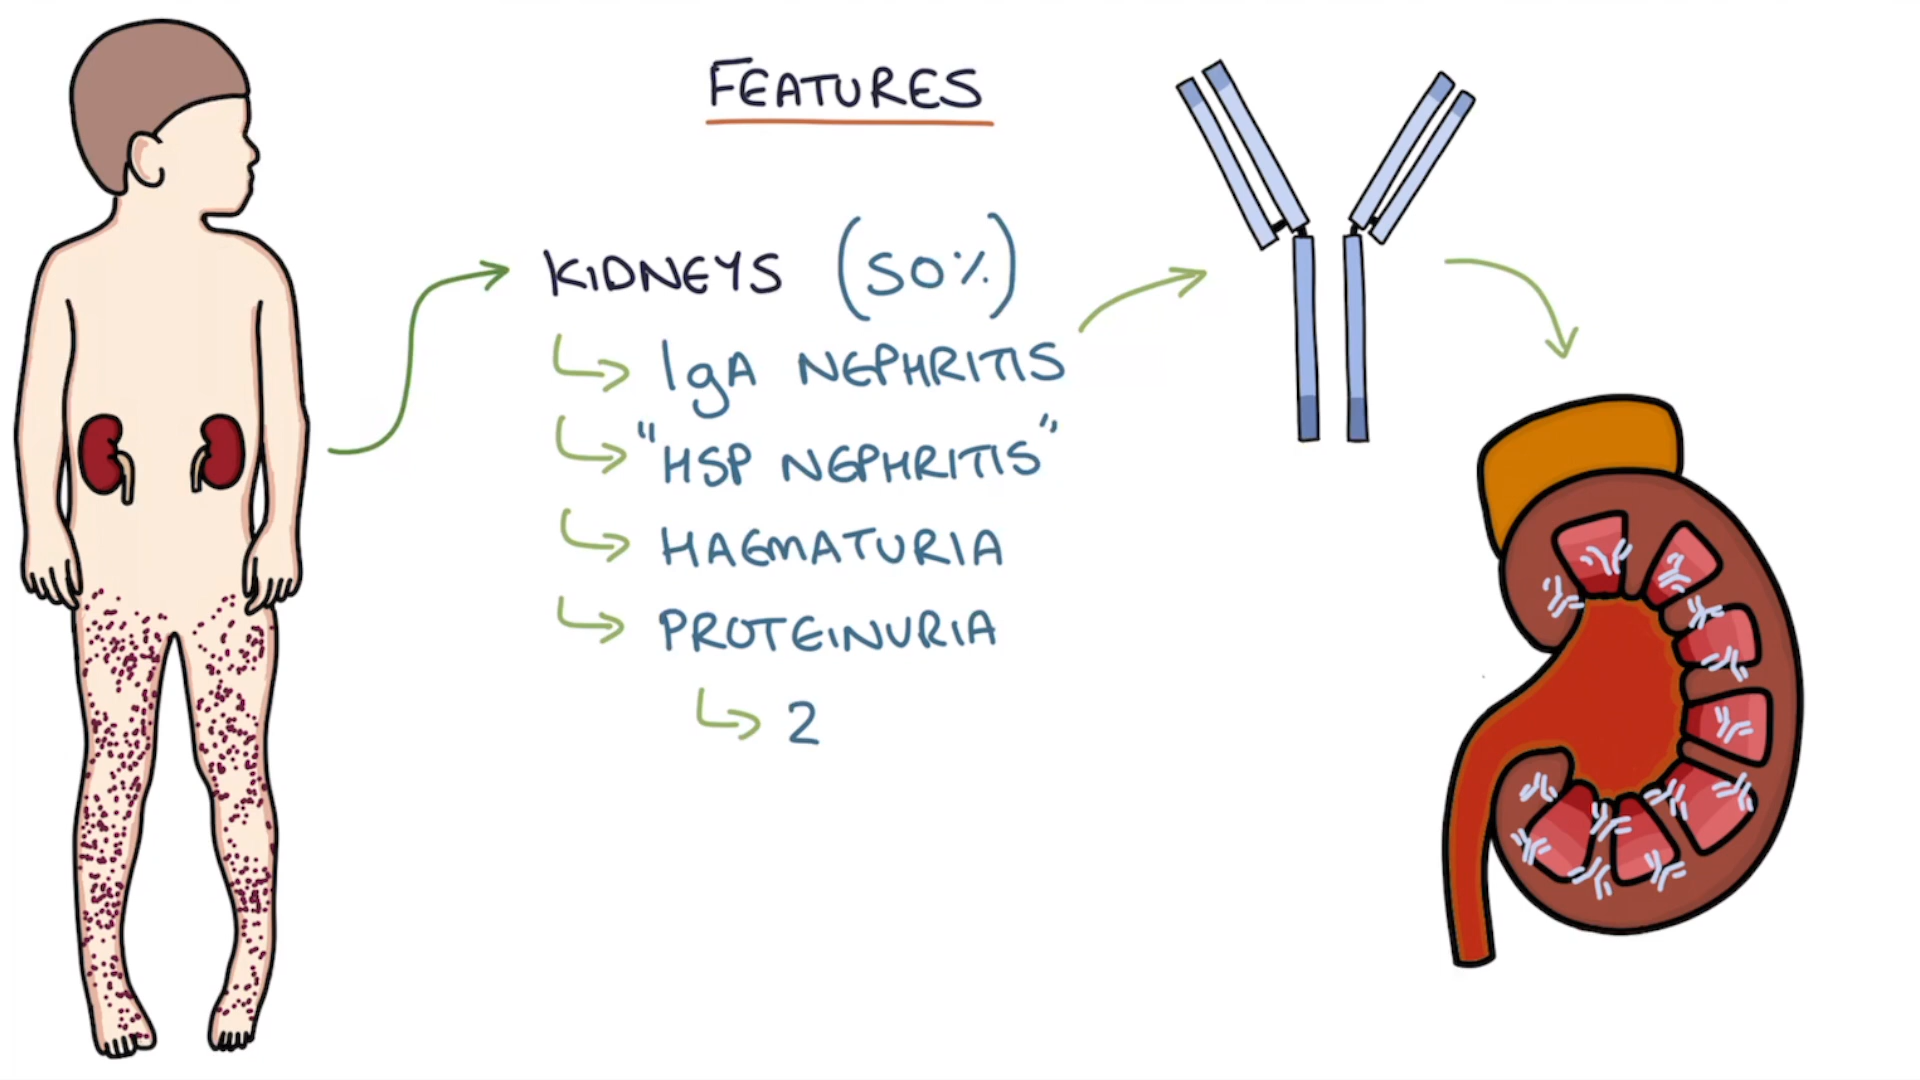 FEATURES
KIDNEYS (50%)
IgA NEPHRITIS
"HSP NEPHRITIS"
HAEMATURIA
PROTEINURIA
2